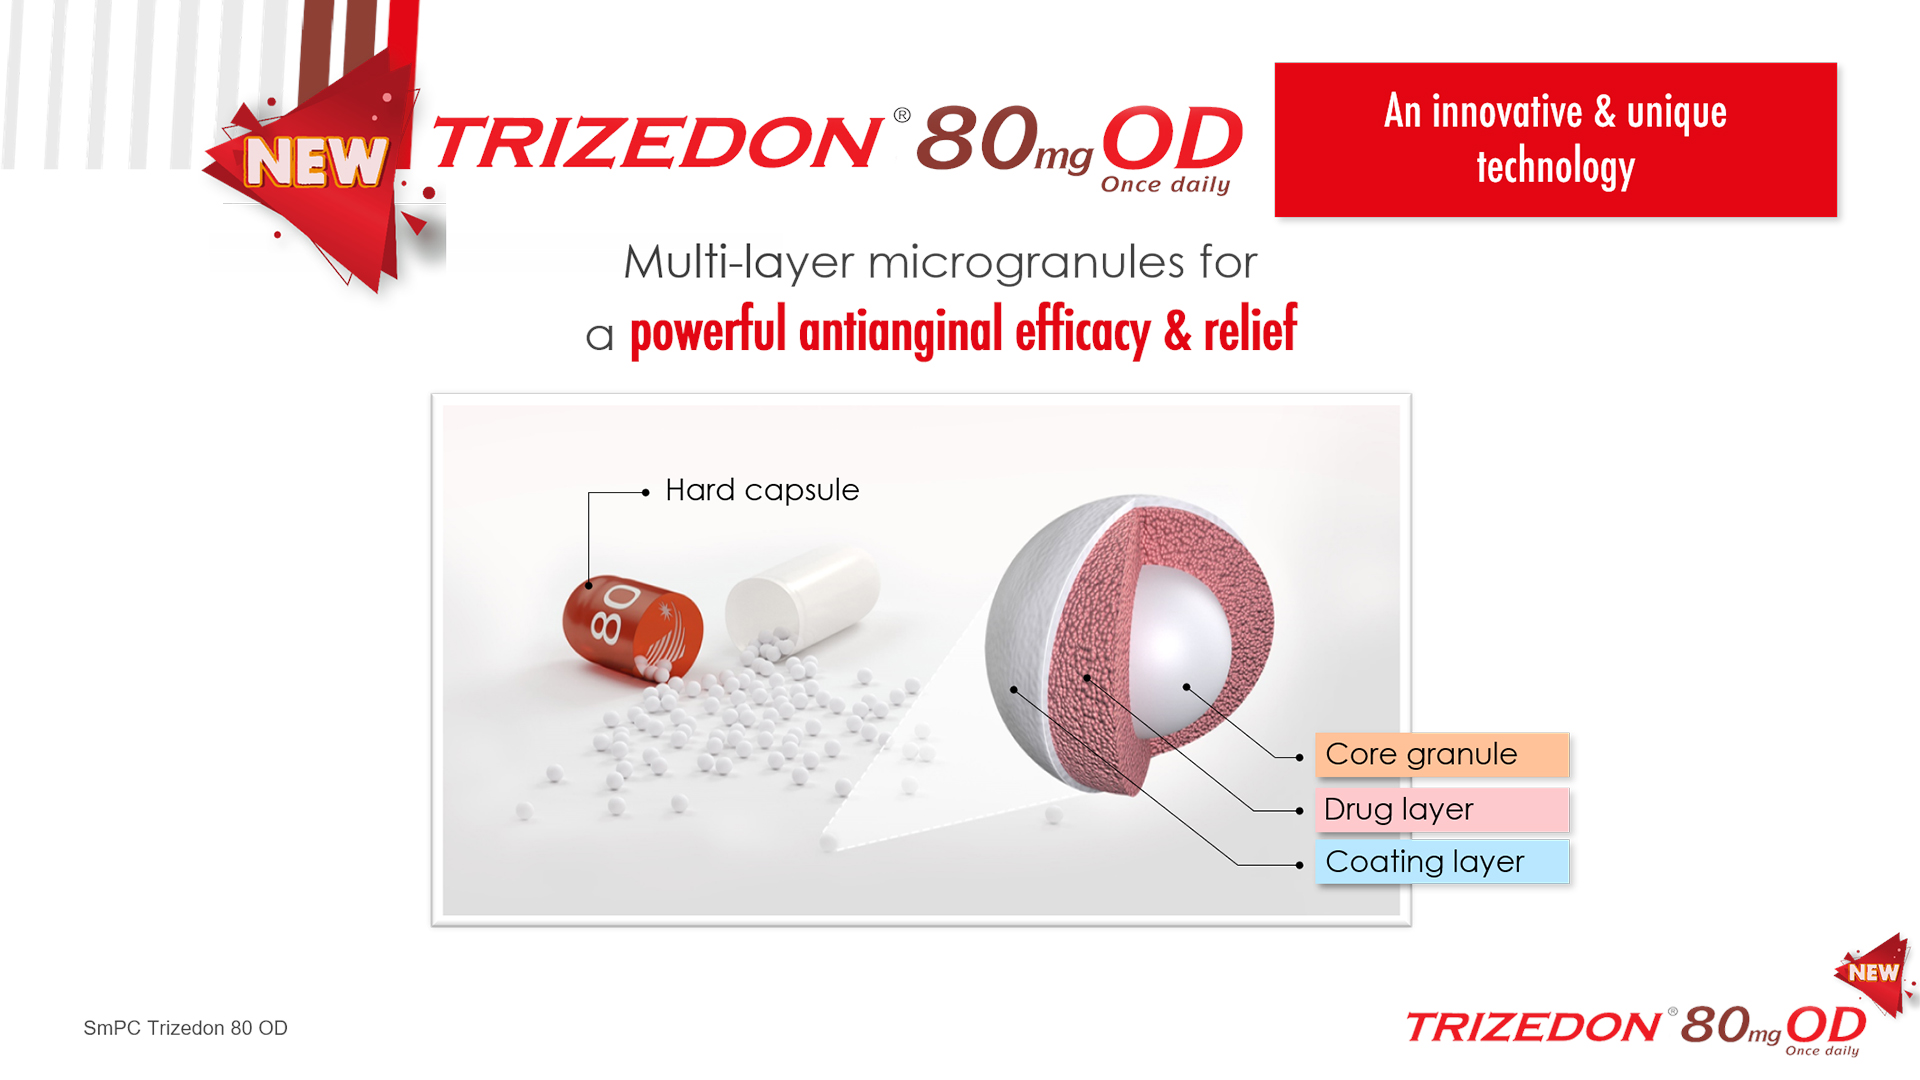 NEW
TRIZEDON® 80mg OD
Once daily
An innovative & unique
technology
Multi-layer microgranules for
a powerful antianginal efficacy & relief
Hard capsule
80
Core granule
Drug layer
Coating layer
NEW
SmPC Trizedon 80 OD
TRIZEDON® 80mg OD
Once daily